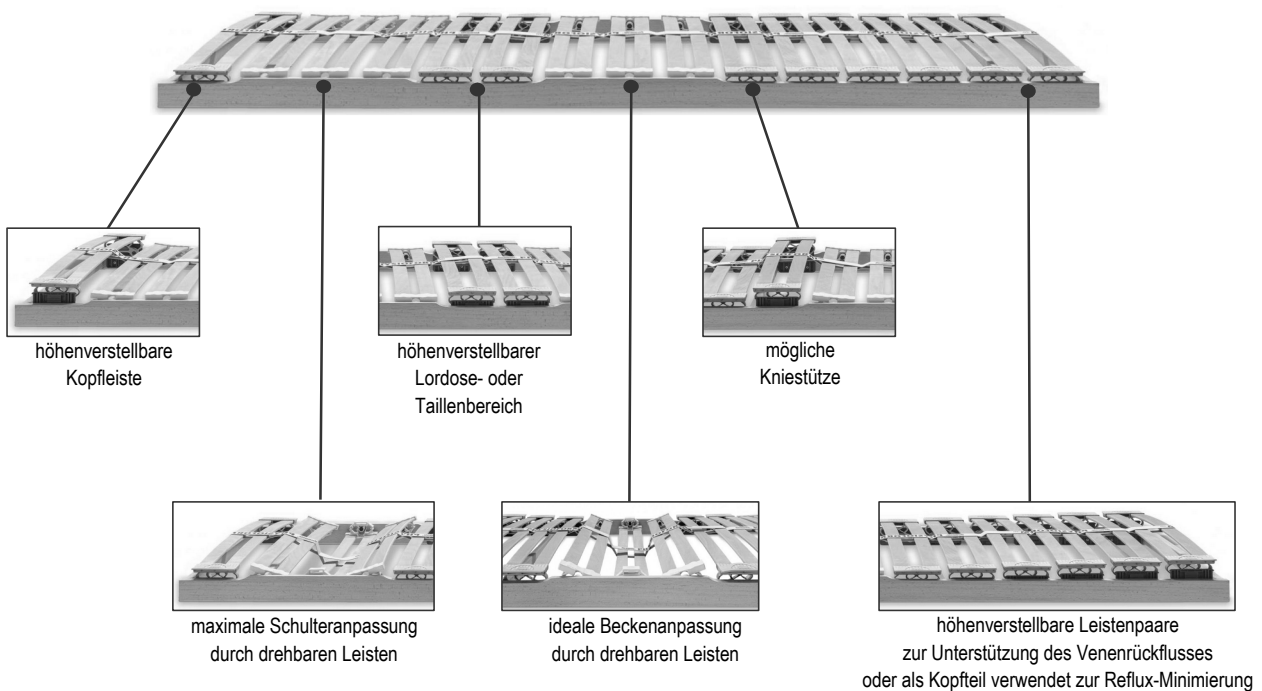 höhenverstellbare
Kopfleiste
höhenverstellbarer
Lordose- oder
Taillenbereich
mögliche
Kniestütze
maximale Schulteranpassung
durch drehbaren Leisten
ideale Beckenanpassung
durch drehbaren Leisten
höhenverstellbare Leistenpaare
zur Unterstützung des Venenrückflusses
oder als Kopfteil verwendet zur Reflux-Minimierung